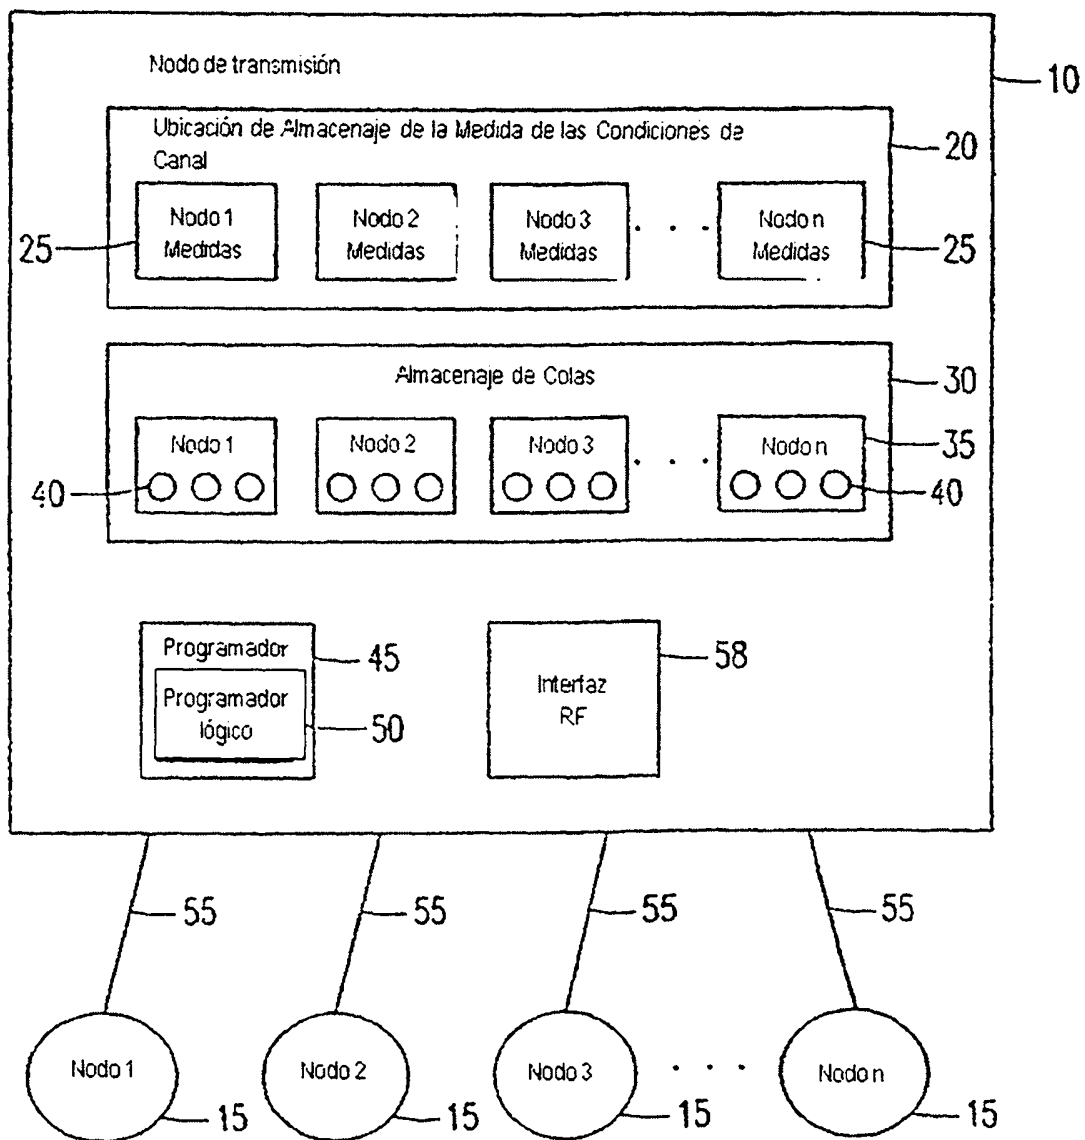 Nodo de transmisión
10
Ubicación de Almacenaje de la Medida de las Condiciones de
Canal
20
Nodo 1
Medidas
Nodo 2
Medidas
Nodo 3
Medidas
. . .
Nodo n
Medidas
25
25
Almacenaje de Colas
30
Nodo 1
Nodo 2
Nodo 3
. . .
Nodo n
35
40
40
Programador
45
Programador
lógico
50
Interfaz
RF
58
55
55
55
55
Nodo 1
Nodo 2
Nodo 3
. . .
Nodo n
15
15
15
15